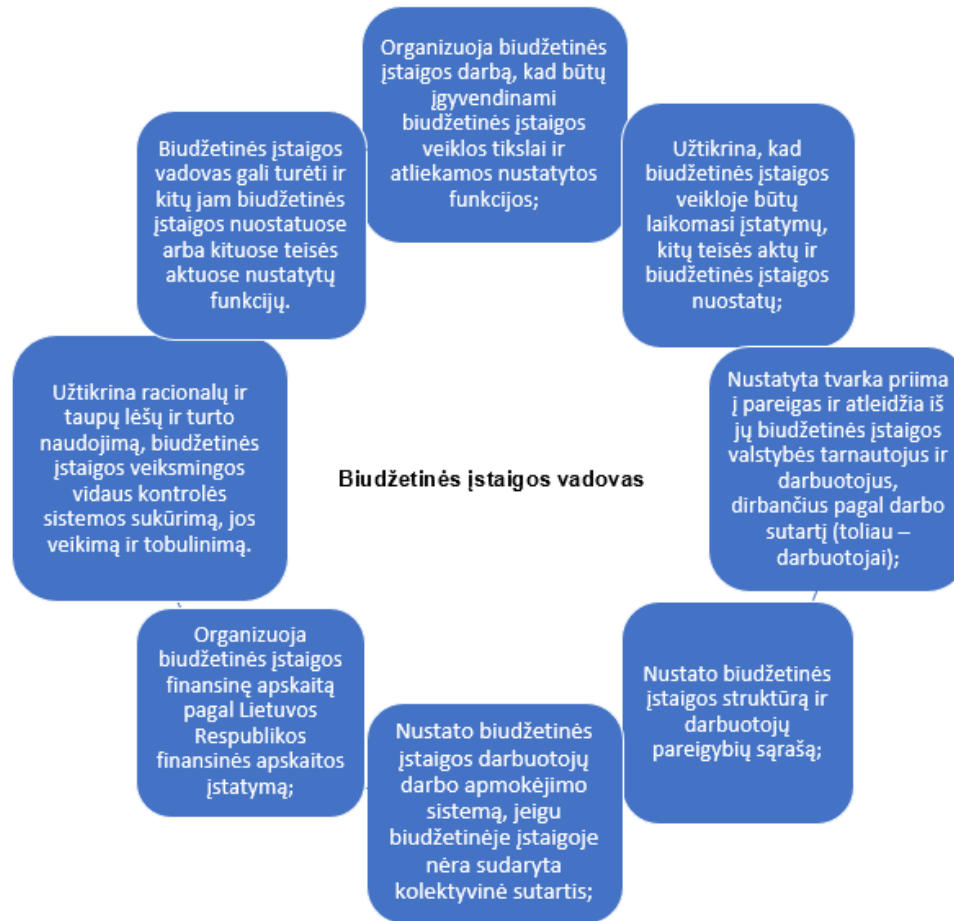 Organizuoja biudžetinės
įstaigos darbą, kad būtų
įgyvendinami
biudžetinės įstaigos
veiklos tikslai ir
atliekamos nustatytos
funkcijos;
Užtikrina, kad
biudžetinės įstaigos
veikloje būtų
laikomasi įstatymų,
kitų teisės aktų ir
biudžetinės įstaigos
nuostatų;
Nustatyta tvarka priima
į pareigas ir atleidžia iš
jų biudžetinės įstaigos
valstybės tarnautojus ir
darbuotojus,
dirbančius pagal darbo
sutartį (toliau –
darbuotojai);
Nustato biudžetinės
įstaigos struktūrą ir
darbuotojų
pareigybių sąrašą;
Nustato biudžetinės
įstaigos darbuotojų
darbo apmokėjimo
sistemą, jeigu
biudžetinėje įstaigoje
nėra sudaryta
kolektyvinė sutartis;
Organizuoja
biudžetinės įstaigos
finansinę apskaitą
pagal Lietuvos
Respublikos
finansinės apskaitos
įstatymą;
Užtikrina racionalų ir
taupų lėšų ir turto
naudojimą, biudžetinės
įstaigos veiksmingos
vidaus kontrolės
sistemos sukūrimą, jos
veikimą ir tobulinimą.
Biudžetinės įstaigos
vadovas gali turėti ir
kitų jam biudžetinės
įstaigos nuostatuose
arba kituose teisės
aktuose nustatytų
funkcijų.
Biudžetinės įstaigos vadovas